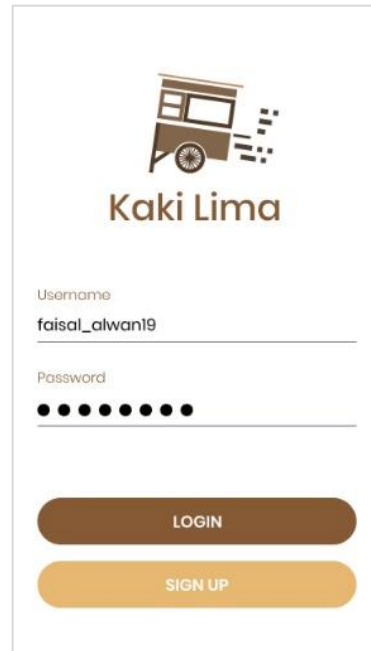 Kaki Lima
Username
faisal_alwan19
Password
LOGIN
SIGN UP